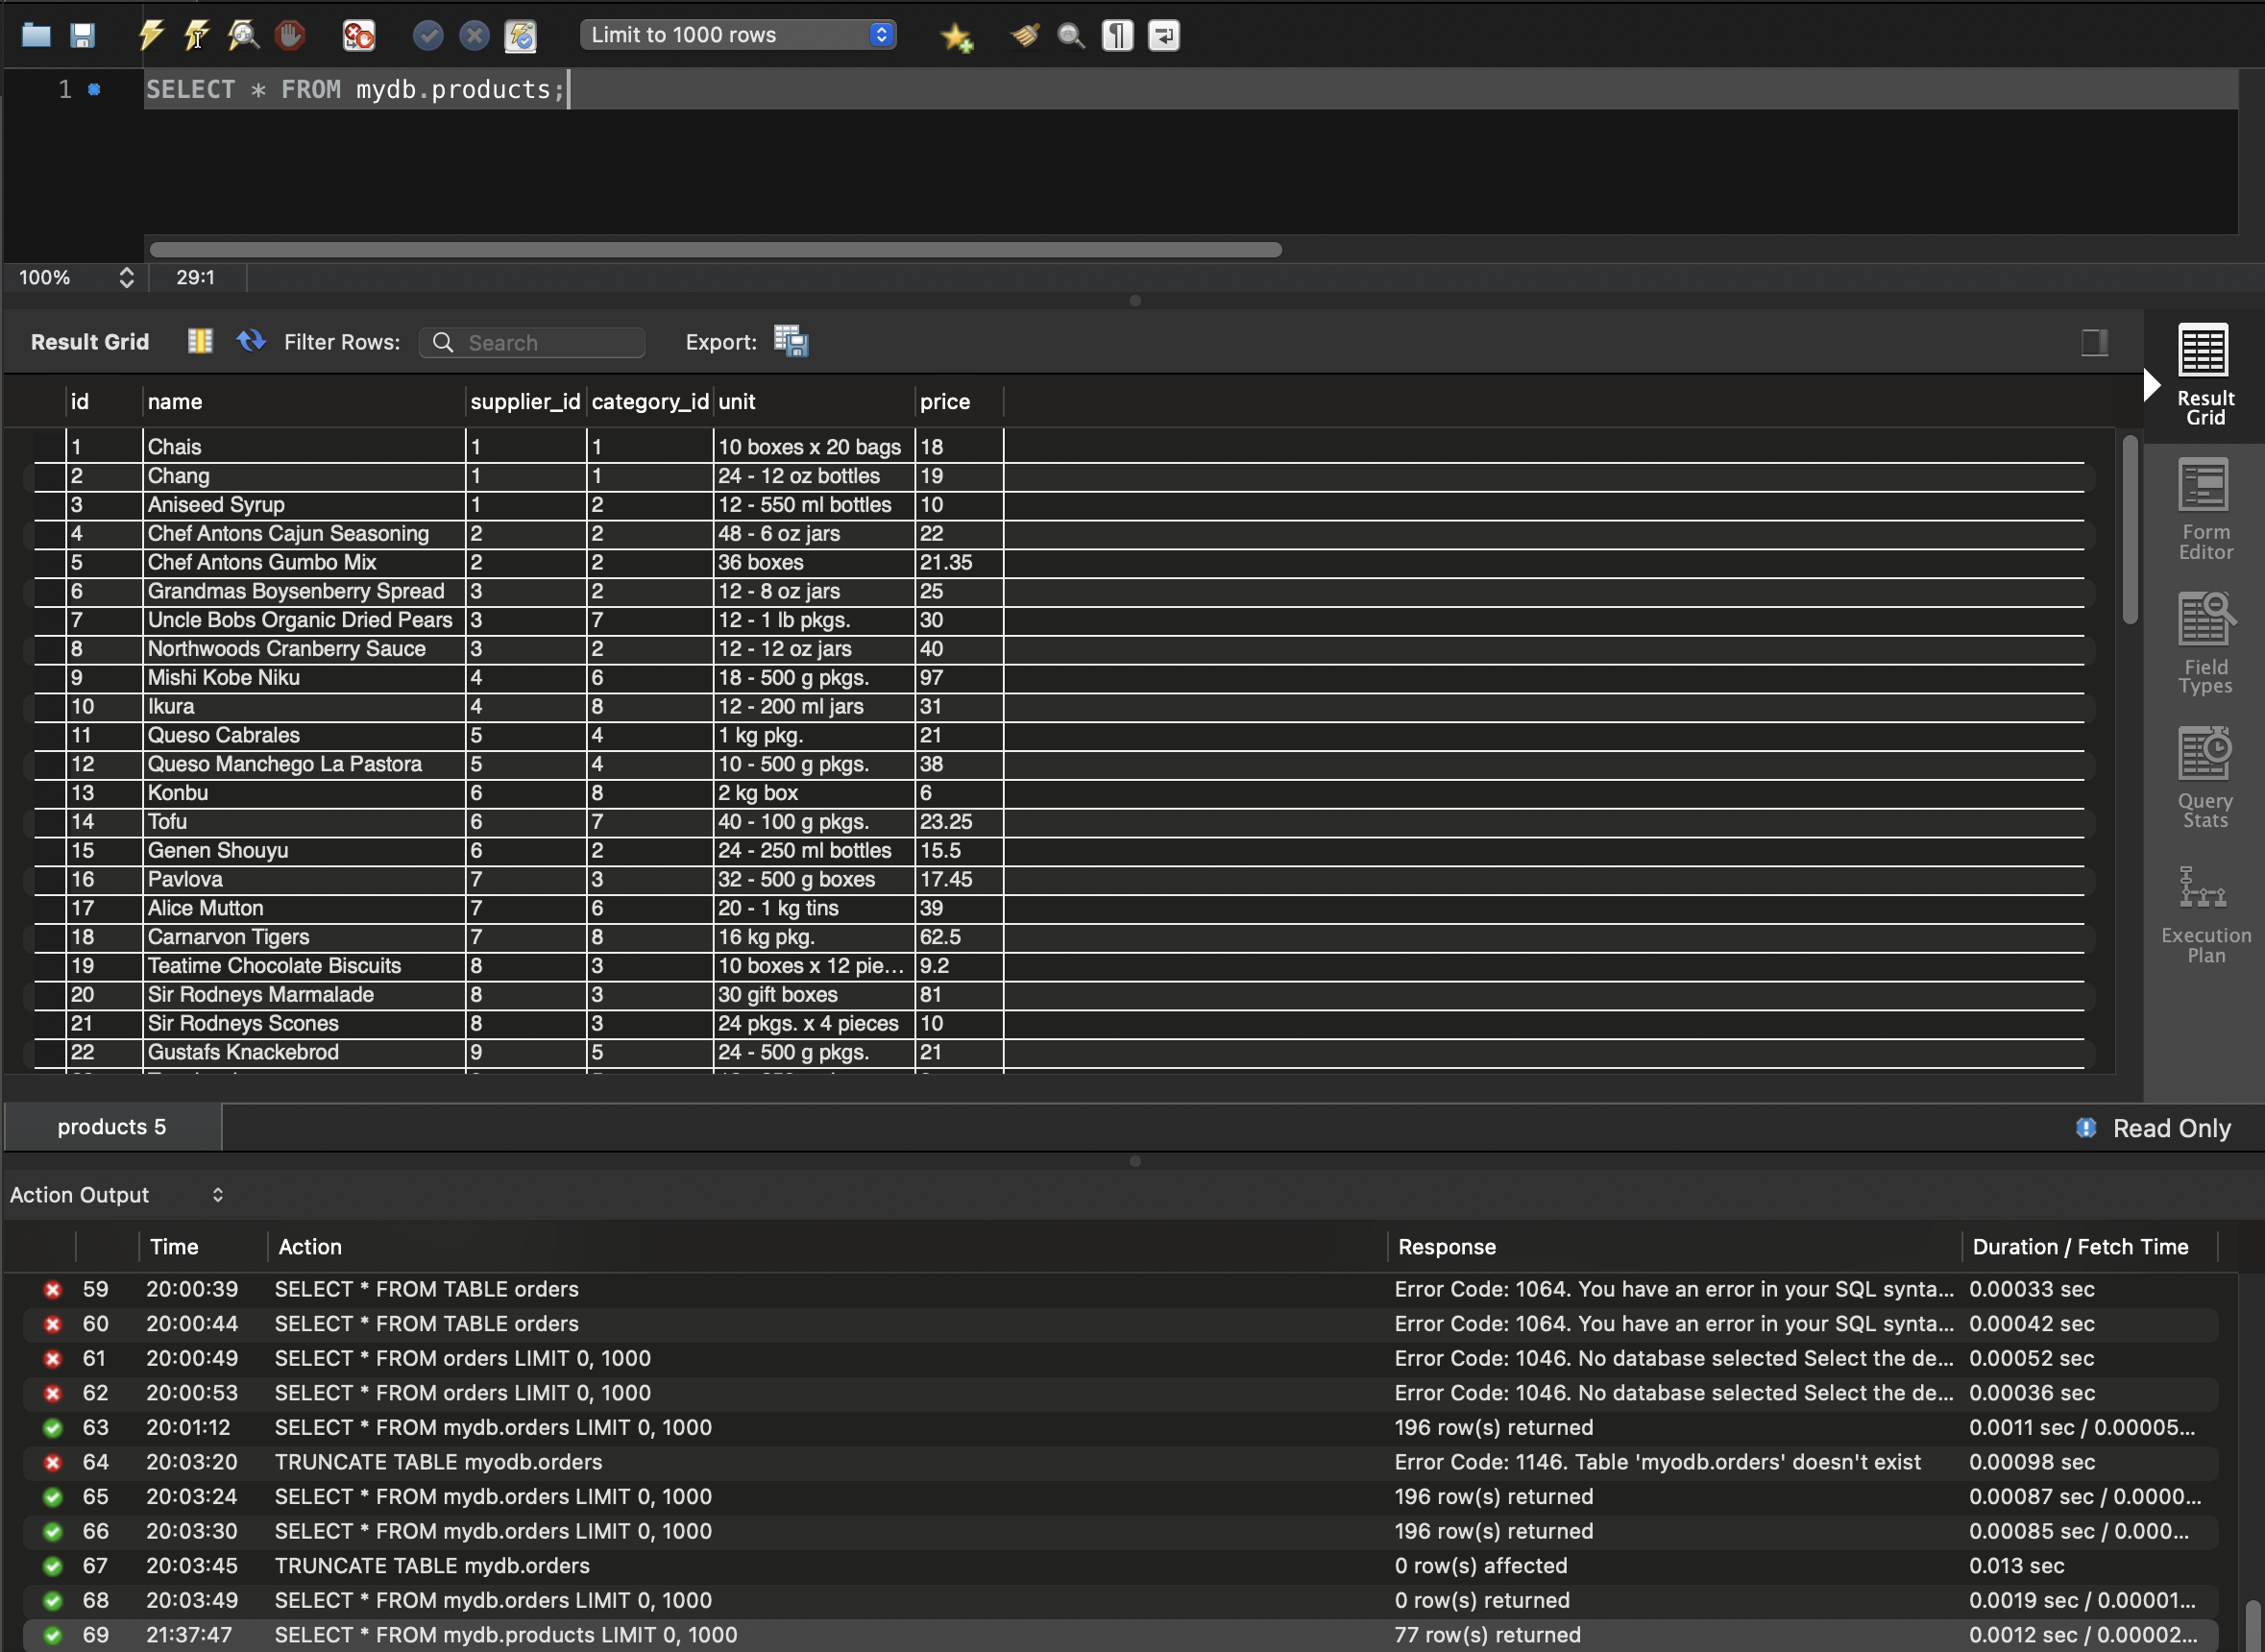 Limit to 1000 rows
1 SELECT * FROM mydb.products;
100% 29:1
Result Grid Filter Rows: Search Export:
id name supplier_id category_id unit price
1 Chais 1 1 10 boxes x 20 bags 18
2 Chang 1 1 24 - 12 oz bottles 19
3 Aniseed Syrup 1 2 12 - 550 ml bottles 10
4 Chef Antons Cajun Seasoning 2 2 48 - 6 oz jars 22
5 Chef Antons Gumbo Mix 2 2 36 boxes 21.35
6 Grandmas Boysenberry Spread 3 2 12 - 8 oz jars 25
7 Uncle Bobs Organic Dried Pears 3 7 12 - 1 lb pkgs. 30
8 Northwoods Cranberry Sauce 3 2 12 - 12 oz jars 40
9 Mishi Kobe Niku 4 6 18 - 500 g pkgs. 97
10 Ikura 4 8 12 - 200 ml jars 31
11 Queso Cabrales 5 4 1 kg pkg. 21
12 Queso Manchego La Pastora 5 4 10 - 500 g pkgs. 38
13 Konbu 6 8 2 kg box 6
14 Tofu 6 7 40 - 100 g pkgs. 23.25
15 Genen Shouyu 6 2 24 - 250 ml bottles 15.5
16 Pavlova 7 3 32 - 500 g boxes 17.45
17 Alice Mutton 7 6 20 - 1 kg tins 39
18 Carnarvon Tigers 7 8 16 kg pkg. 62.5
19 Teatime Chocolate Biscuits 8 3 10 boxes x 12 pie... 9.2
20 Sir Rodneys Marmalade 8 3 30 gift boxes 81
21 Sir Rodneys Scones 8 3 24 pkgs. x 4 pieces 10
22 Gustafs Knackebrod 9 5 24 - 500 g pkgs. 21
Result
Grid
Form
Editor
Field
Types
Query
Stats
Execution
Plan
products 5 Read Only
Action Output
Time Action Response Duration / Fetch Time
59 20:00:39 SELECT * FROM TABLE orders Error Code: 1064. You have an error in your SQL synta... 0.00033 sec
60 20:00:44 SELECT * FROM TABLE orders Error Code: 1064. You have an error in your SQL synta... 0.00042 sec
61 20:00:49 SELECT * FROM orders LIMIT 0, 1000 Error Code: 1046. No database selected Select the de... 0.00052 sec
62 20:00:53 SELECT * FROM orders LIMIT 0, 1000 Error Code: 1046. No database selected Select the de... 0.00036 sec
63 20:01:12 SELECT * FROM mydb.orders LIMIT 0, 1000 196 row(s) returned 0.0011 sec / 0.00005...
64 20:03:20 TRUNCATE TABLE myodb.orders Error Code: 1146. Table 'myodb.orders' doesn't exist 0.00098 sec
65 20:03:24 SELECT * FROM mydb.orders LIMIT 0, 1000 196 row(s) returned 0.00087 sec / 0.0000...
66 20:03:30 SELECT * FROM mydb.orders LIMIT 0, 1000 196 row(s) returned 0.00085 sec / 0.000...
67 20:03:45 TRUNCATE TABLE mydb.orders 0 row(s) affected 0.013 sec
68 20:03:49 SELECT * FROM mydb.orders LIMIT 0, 1000 0 row(s) returned 0.0019 sec / 0.00001...
69 21:37:47 SELECT * FROM mydb.products LIMIT 0, 1000 77 row(s) returned 0.0012 sec / 0.00002...